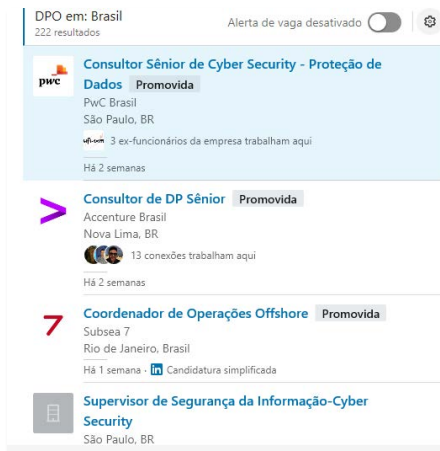 DPO em: Brasil
222 resultados
Alerta de vaga desativado
pwc
Consultor Sênior de Cyber Security - Proteção de
Dados Promovida
PwC Brasil
São Paulo, BR
3 ex-funcionários da empresa trabalham aqui
Há 2 semanas
Consultor de DP Sênior Promovida
Accenture Brasil
Nova Lima, BR
13 conexões trabalham aqui
Há 2 semanas
7
Coordenador de Operações Offshore Promovida
Subsea 7
Rio de Janeiro, Brasil
Há 1 semana · in Candidatura simplificada
Supervisor de Segurança da Informação-Cyber
Security
São Paulo, BR